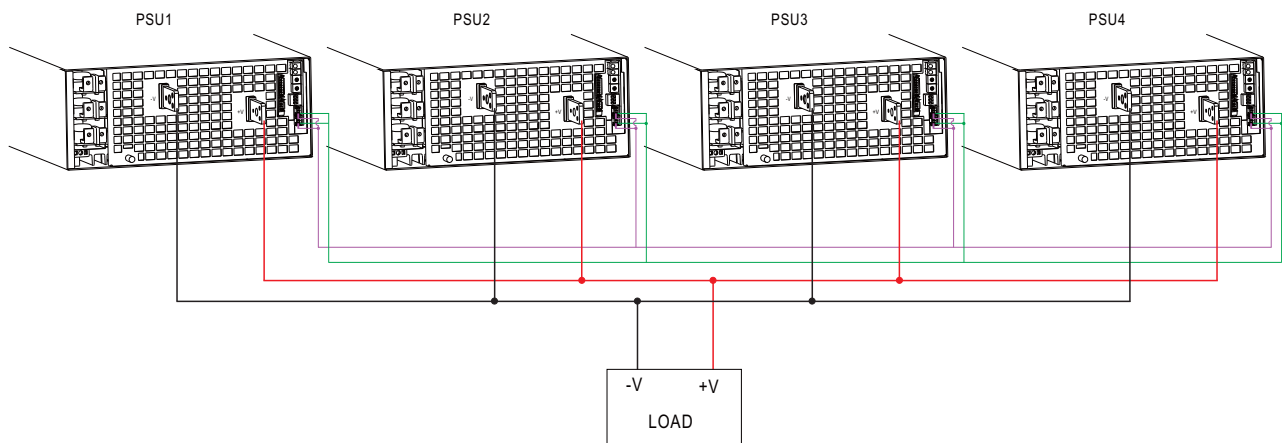 PSU1 PSU2 PSU3 PSU4
-V +V -V +V -V +V -V +V
-V +V
LOAD